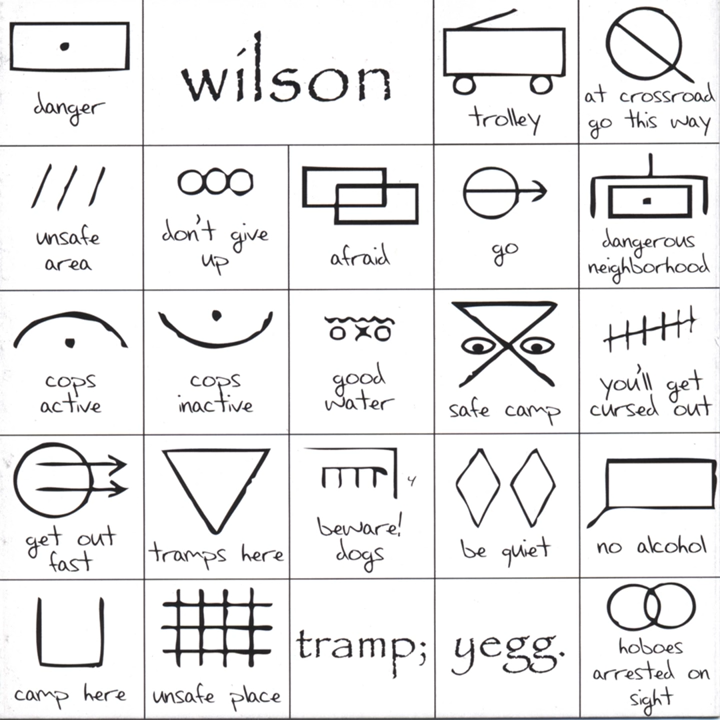 danger
wilson
trolley
at crossroad
go this way
unsafe
area
don't give
up
afraid
go
dangerous
neighborhood
cops
active
cops
inactive
good
water
safe camp
you'll get
cursed out
get out
fast
tramps here
beware!
dogs
be quiet
no alcohol
camp here
unsafe place
tramp;
yegg.
hoboes
arrested on
sight